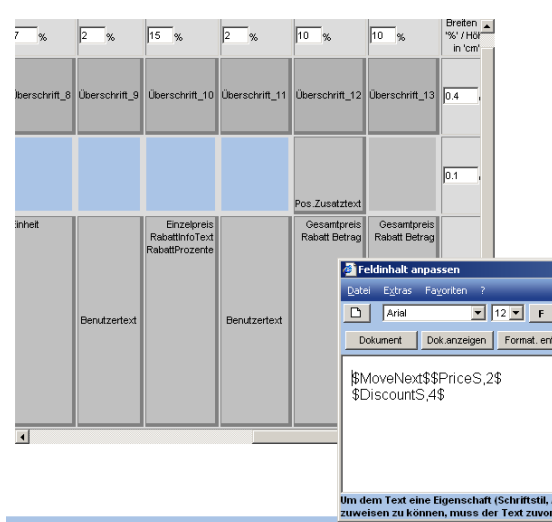 7 % 2 % 15 % 2 % 10 % 10 % Breiten
'%' / Höh
in 'cm'
Überschrift_8 Überschrift_9 Überschrift_10 Überschrift_11 Überschrift_12 Überschrift_13 0.4
0.1
Pos.Zusatztext
Einheit Einzelpreis Gesamtpreis Gesamtpreis
RabattInfoText Rabatt Betrag Rabatt Betrag
RabattProzente
Benutzertext Benutzertext
Feldinhalt anpassen
Datei Extras Favoriten ?
Arial 12 F
Dokument Dok.anzeigen Format. ent
$MoveNext$$PriceS,2$
$DiscountS,4$
Um dem Text eine Eigenschaft (Schriftstil,
zuweisen zu können, muss der Text zuvor